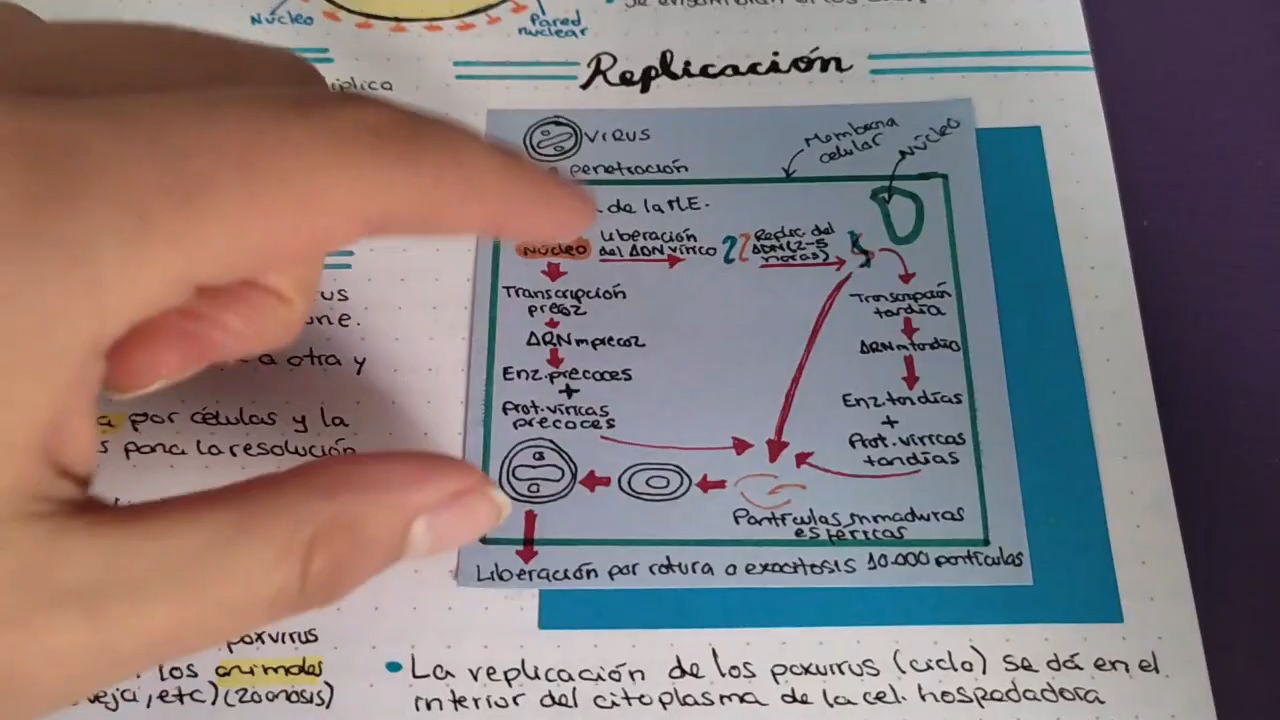 Núcleo
Pared
nuclear
Replicación
VIRUS
penetración
Membrana
celular
Núcleo
de la M.E.
Núcleo
Liberación
del ADN vírico
Replic. del
ADN (2-5
horas)
Transcripción
precoz
ARNm precoz
Enz. precoces
+
Prot. víricas
precoces
Transcripción
tardía
ARNm tardío
Enz. tardías
+
Prot. víricas
tardías
Partículas inmaduras
esféricas
Liberación por rotura o exocitosis 10.000 partículas
a otra y
por células y la
s para la resolución
poxvirus
los animales
(zoonosis)
• La replicación de los poxvirus (ciclo) se dá en el
interior del citoplasma de la cel. hospedadora